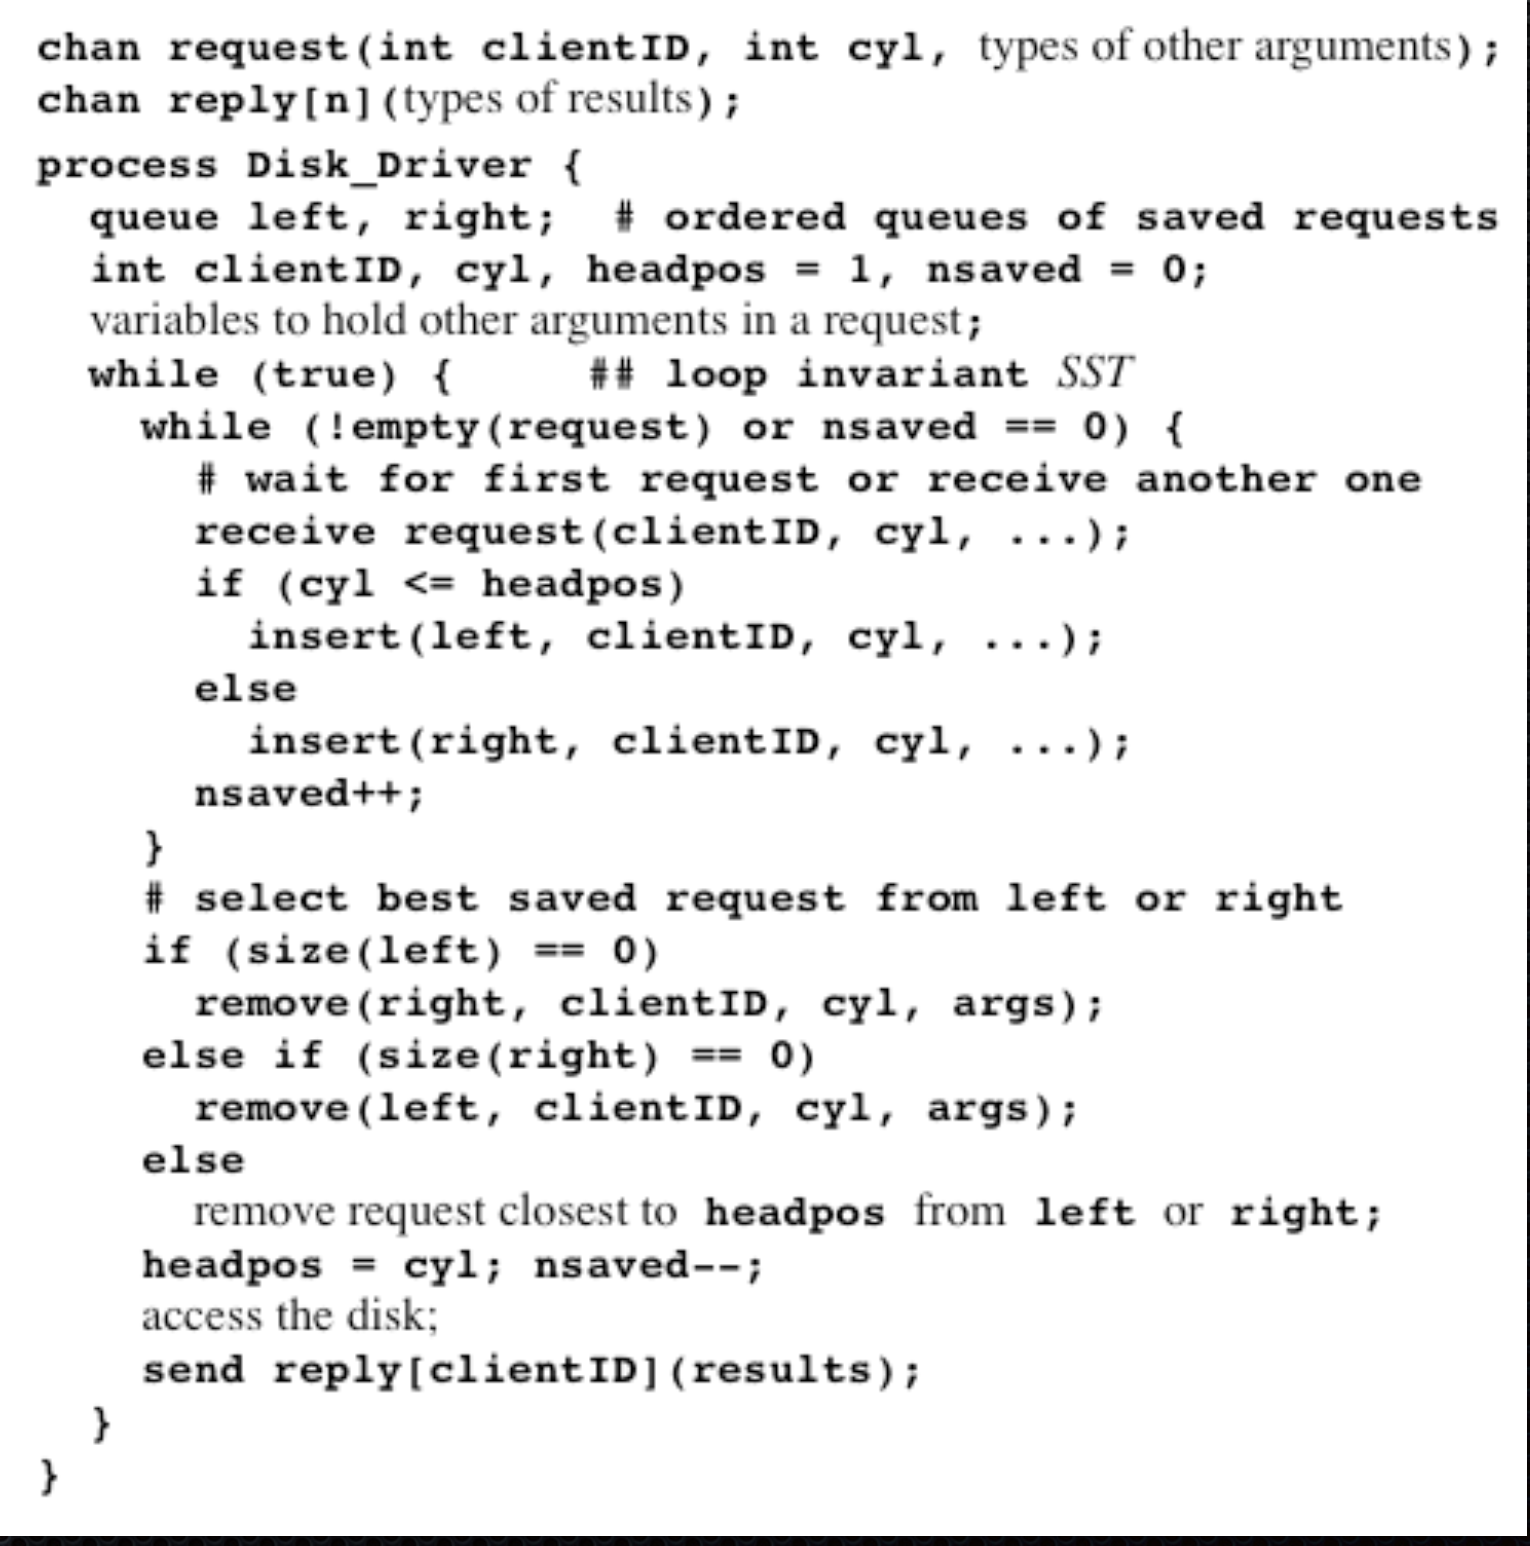 chan request(int clientID, int cyl, types of other arguments);
chan reply[n](types of results);
process Disk_Driver {
  queue left, right;  # ordered queues of saved requests
  int clientID, cyl, headpos = 1, nsaved = 0;
  variables to hold other arguments in a request;
  while (true) {     ## loop invariant SST
    while (!empty(request) or nsaved == 0) {
      # wait for first request or receive another one
      receive request(clientID, cyl, ...);
      if (cyl <= headpos)
        insert(left, clientID, cyl, ...);
      else
        insert(right, clientID, cyl, ...);
      nsaved++;
    }
    # select best saved request from left or right
    if (size(left) == 0)
      remove(right, clientID, cyl, args);
    else if (size(right) == 0)
      remove(left, clientID, cyl, args);
    else
      remove request closest to headpos from left or right;
    headpos = cyl; nsaved--;
    access the disk;
    send reply[clientID](results);
  }
}